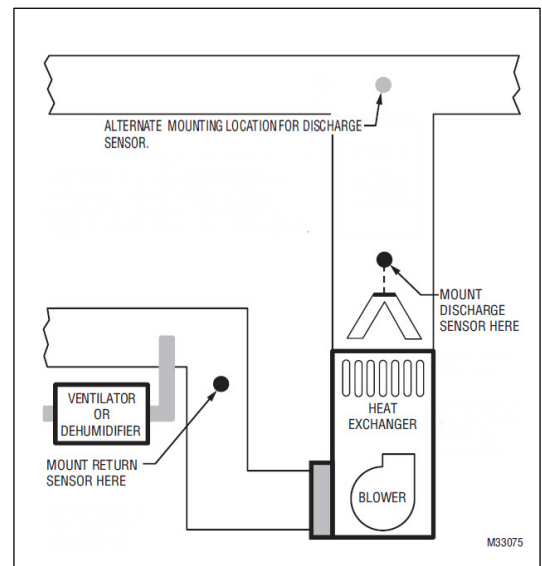 ALTERNATE MOUNTING LOCATION FOR DISCHARGE
SENSOR.
MOUNT
DISCHARGE
SENSOR HERE
VENTILATOR
OR
DEHUMIDIFIER
HEAT
EXCHANGER
MOUNT RETURN
SENSOR HERE
BLOWER
M33075